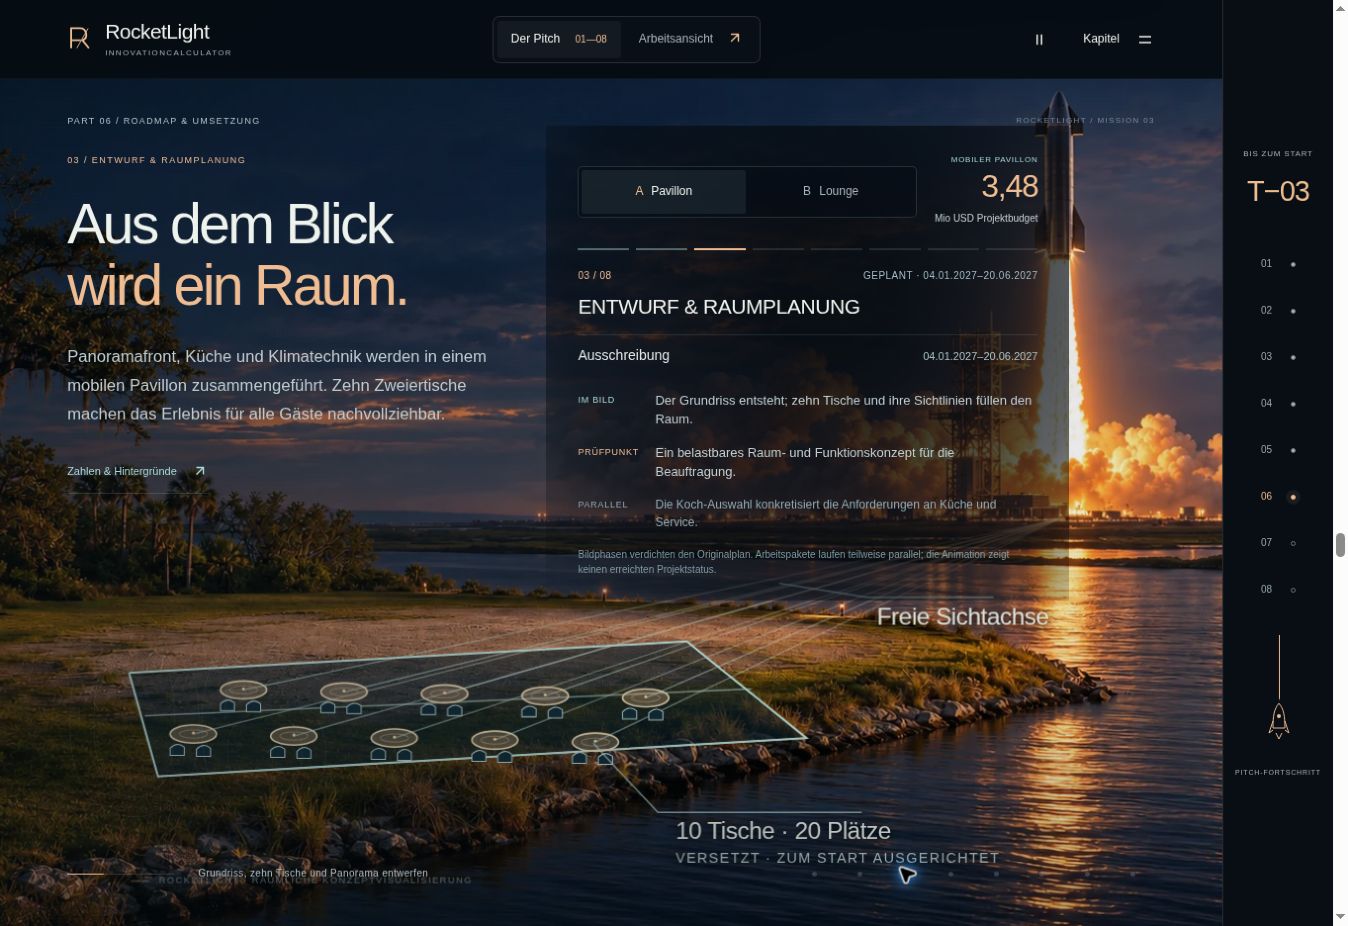 RocketLight
INNOVATIONCALCULATOR
Der Pitch 01—08
Arbeitsansicht
Kapitel
PART 06 / ROADMAP & UMSETZUNG
ROCKETLIGHT / MISSION 03
03 / ENTWURF & RAUMPLANUNG
Aus dem Blick
wird ein Raum.
Panoramafront, Küche und Klimatechnik werden in einem
mobilen Pavillon zusammengeführt. Zehn Zweiertische
machen das Erlebnis für alle Gäste nachvollziehbar.
Zahlen & Hintergründe
A Pavillon
B Lounge
MOBILER PAVILLON
3,48
Mio USD Projektbudget
03 / 08
GEPLANT · 04.01.2027–20.06.2027
ENTWURF & RAUMPLANUNG
Ausschreibung
04.01.2027–20.06.2027
IM BILD
Der Grundriss entsteht; zehn Tische und ihre Sichtlinien füllen den
Raum.
PRÜFPUNKT
Ein belastbares Raum- und Funktionskonzept für die
Beauftragung.
PARALLEL
Die Koch-Auswahl konkretisiert die Anforderungen an Küche und
Service.
Bildphasen verdichten den Originalplan. Arbeitspakete laufen teilweise parallel; die Animation zeigt
keinen erreichten Projektstatus.
Freie Sichtachse
10 Tische · 20 Plätze
VERSETZT · ZUM START AUSGERICHTET
Grundriss, zehn Tische und Panorama entwerfen
ROCKETLIGHT / RÄUMLICHE KONZEPTVISUALISIERUNG
BIS ZUM START
T−03
01
02
03
04
05
06
07
08
PITCH-FORTSCHRITT